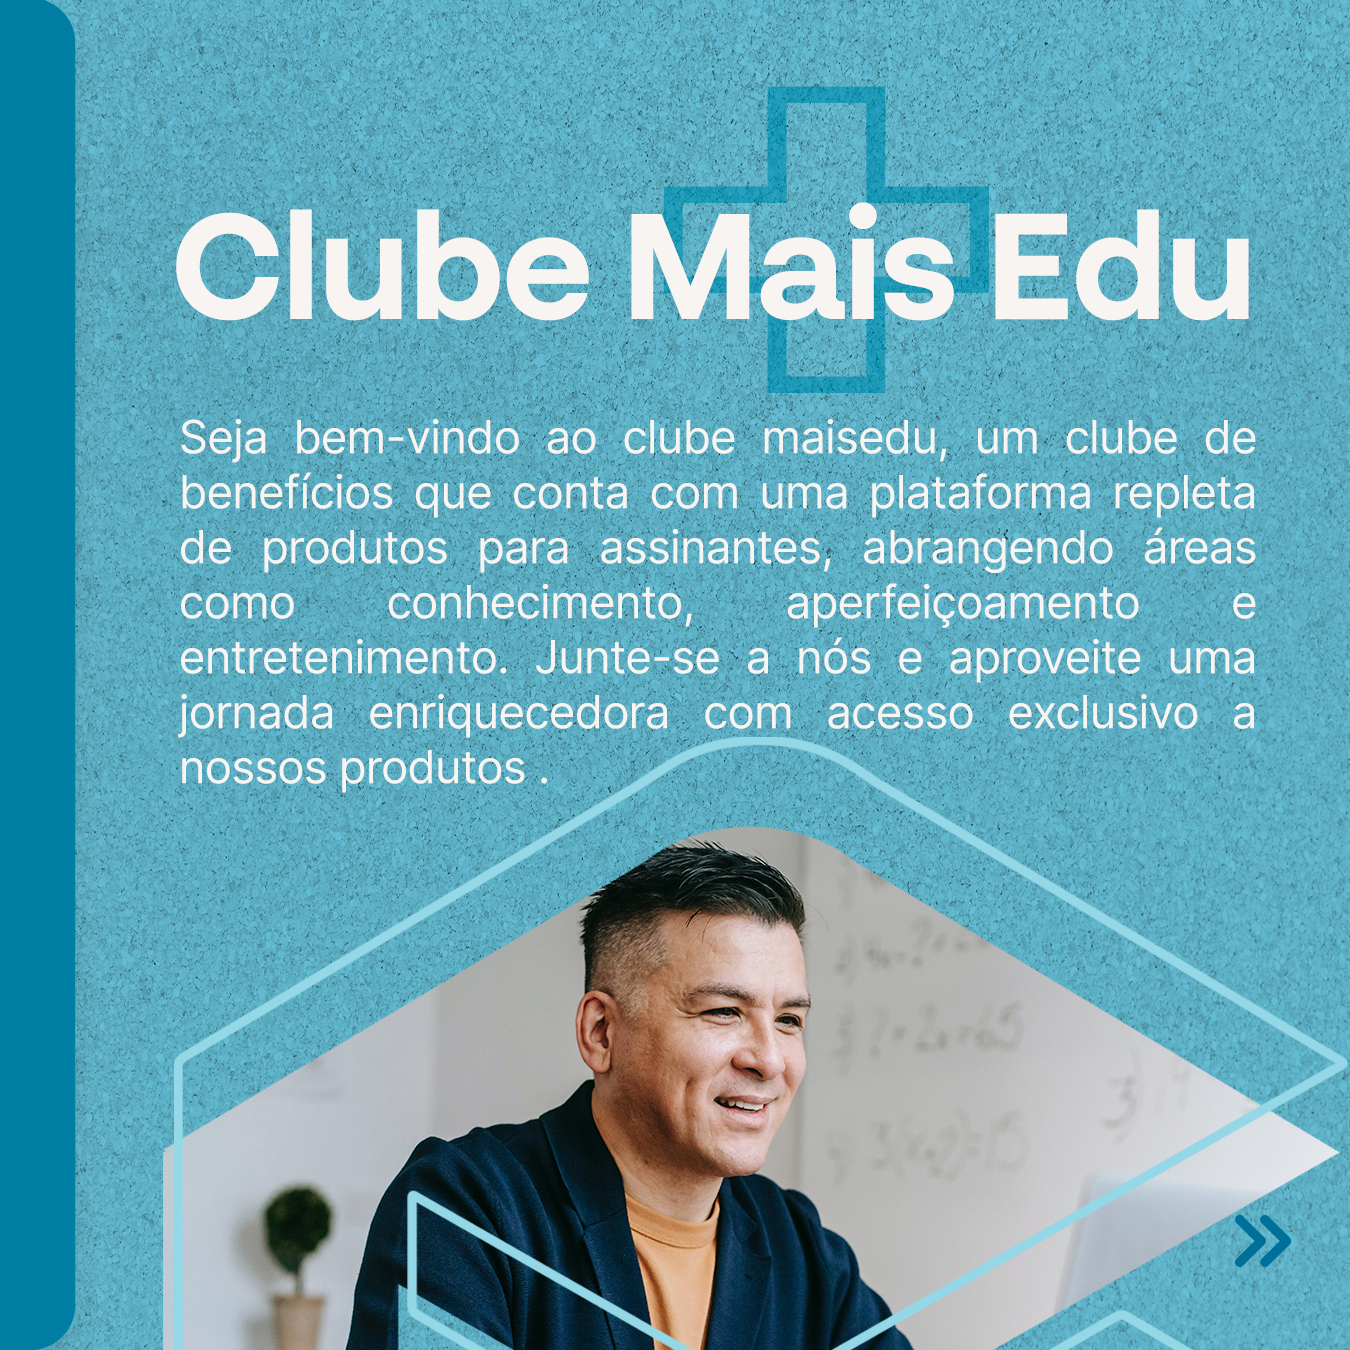 Clube Mais Edu
Seja bem-vindo ao clube maisedu, um clube de
benefícios que conta com uma plataforma repleta
de produtos para assinantes, abrangendo áreas
como conhecimento, aperfeiçoamento e
entretenimento. Junte-se a nós e aproveite uma
jornada enriquecedora com acesso exclusivo a
nossos produtos .